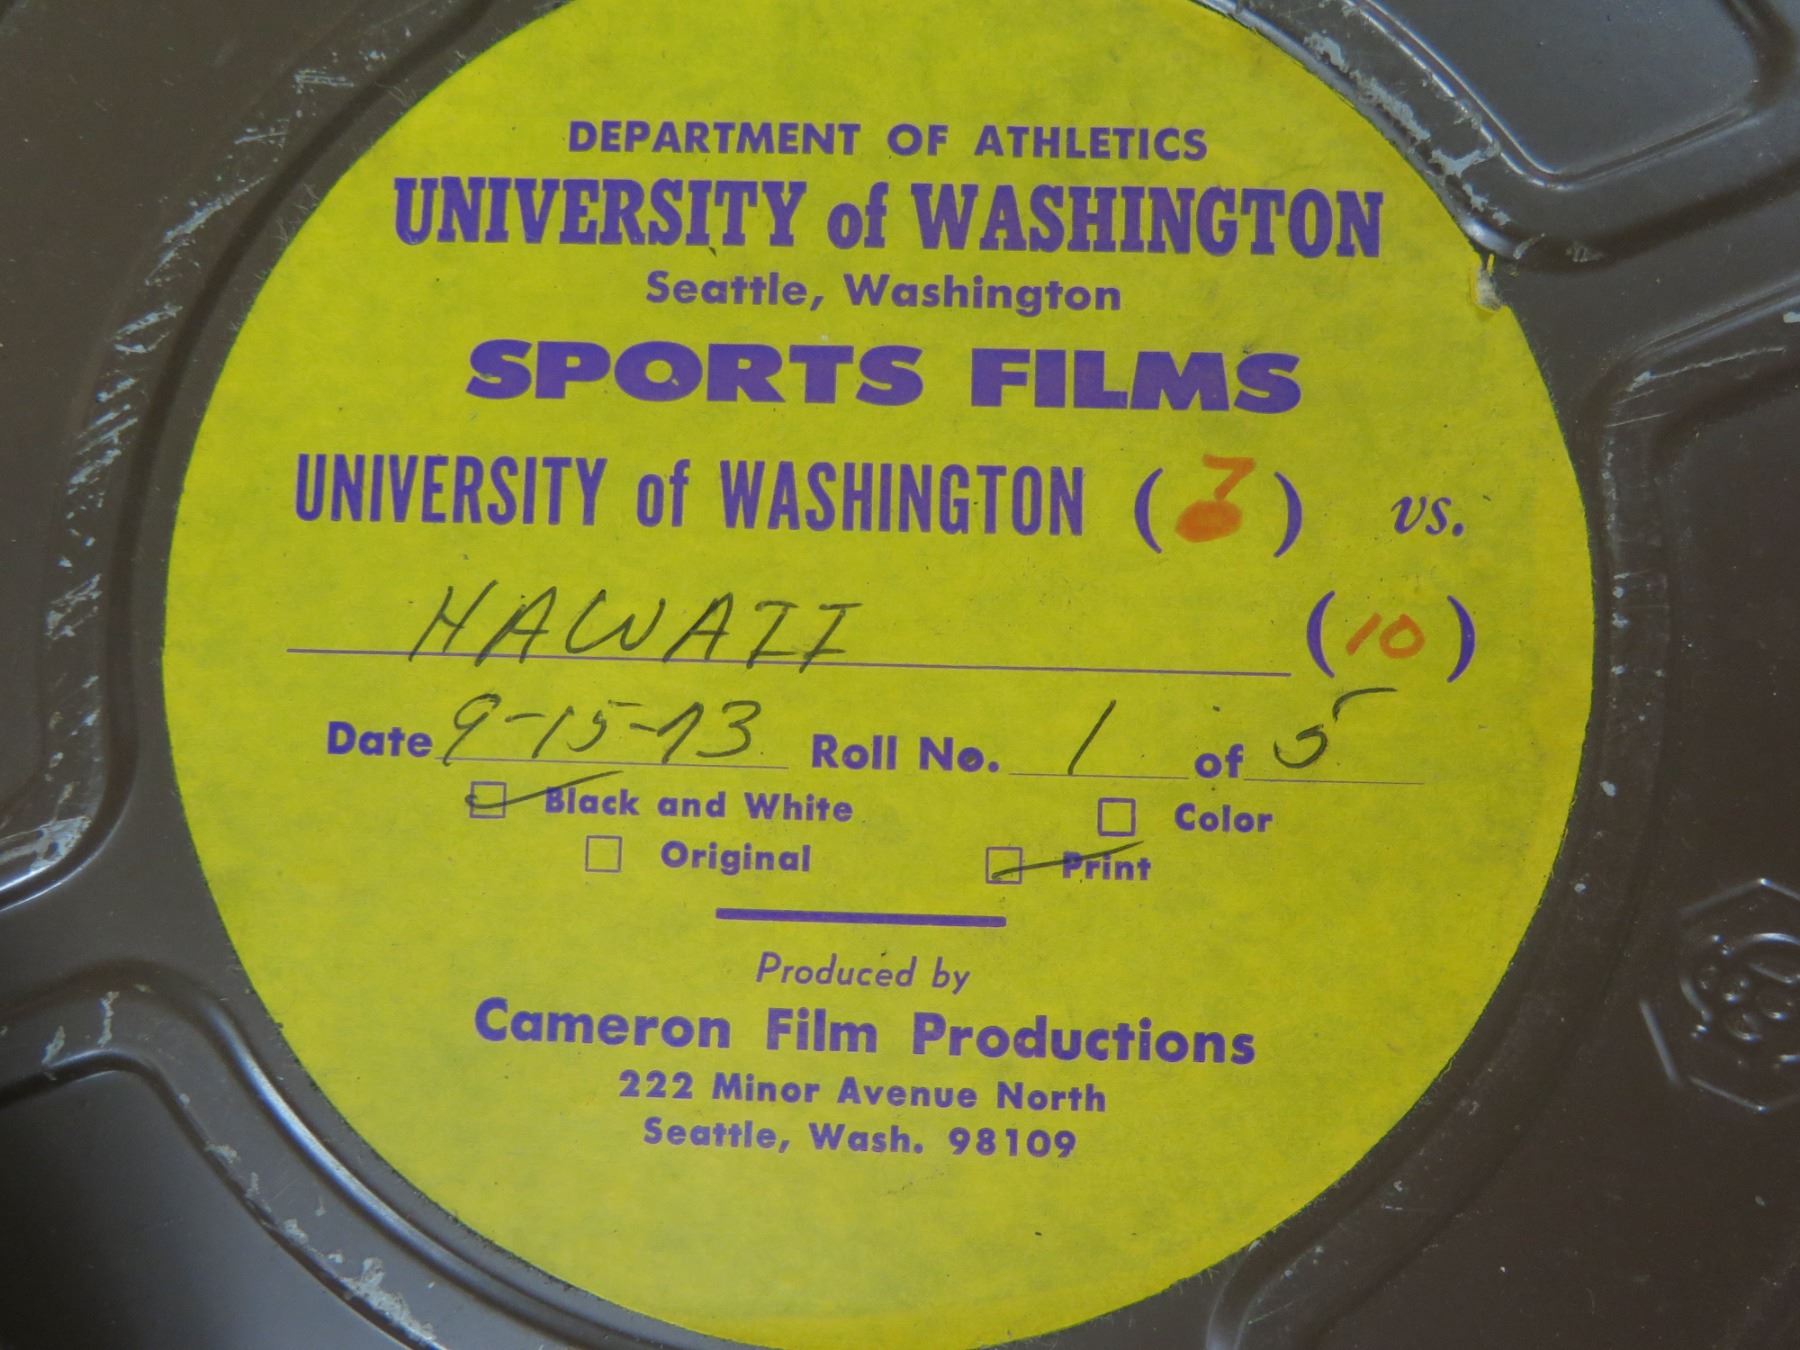 DEPARTMENT OF ATHLETICS
UNIVERSITY of WASHINGTON
Seattle, Washington
SPORTS FILMS
UNIVERSITY of WASHINGTON (7) vs.
HAWAII (10)
Date 9-15-73 Roll No. 1 of 5
Black and White Color
Original Print
Produced by
Cameron Film Productions
222 Minor Avenue North
Seattle, Wash. 98109